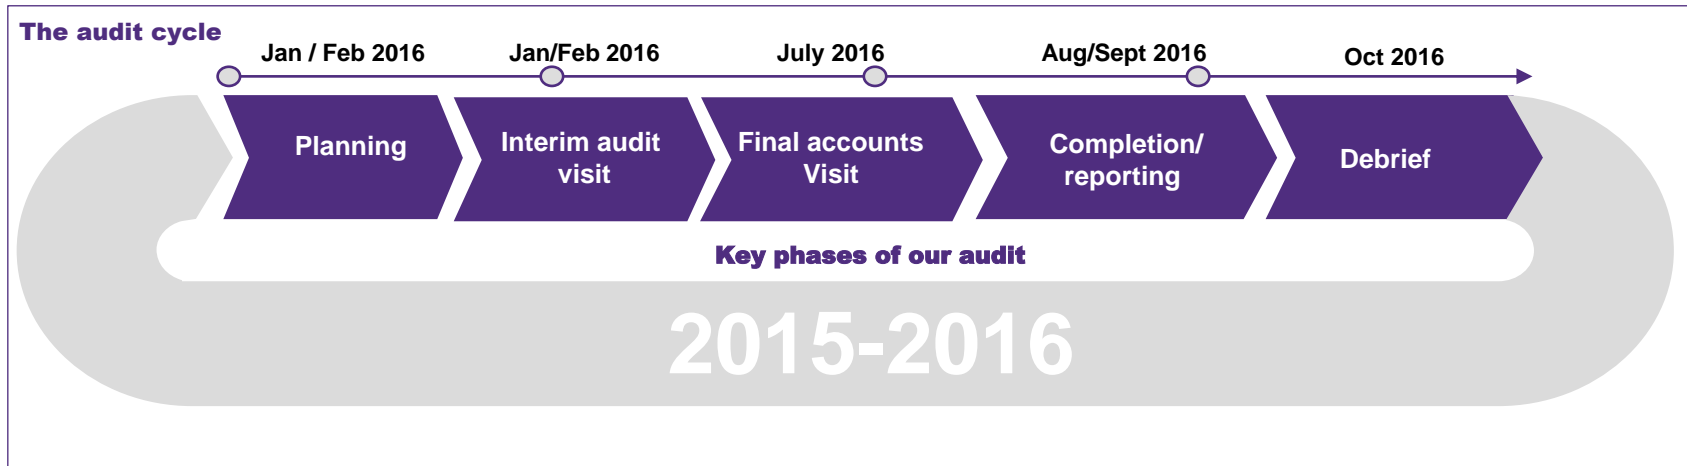 The audit cycle
Jan / Feb 2016
Jan/Feb 2016
July 2016
Aug/Sept 2016
Oct 2016
Planning
Interim audit
visit
Final accounts
Visit
Completion/
reporting
Debrief
Key phases of our audit
2015-2016